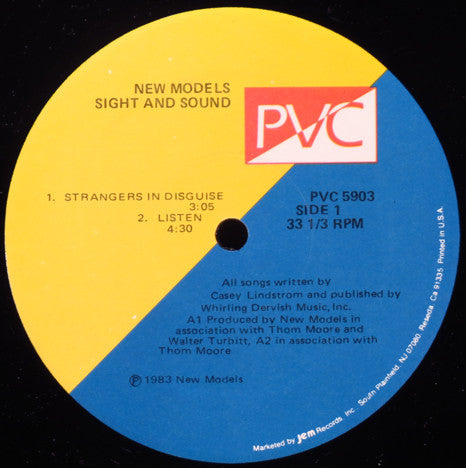 NEW MODELS
SIGHT AND SOUND
PVC
1. STRANGERS IN DISGUISE
3:05
2. LISTEN
4:30
PVC 5903
SIDE 1
33 1/3 RPM
All songs written by
Casey Lindstrom and published by
Whirling Dervish Music, Inc.
A1 Produced by New Models in
association with Thom Moore and
Walter Turbitt, A2 in association with
Thom Moore
Ⓟ 1983 New Models
Marketed by Jem Records, Inc. South Plainfield, NJ 07080, Reseda, Ca 91335 Printed in U.S.A.